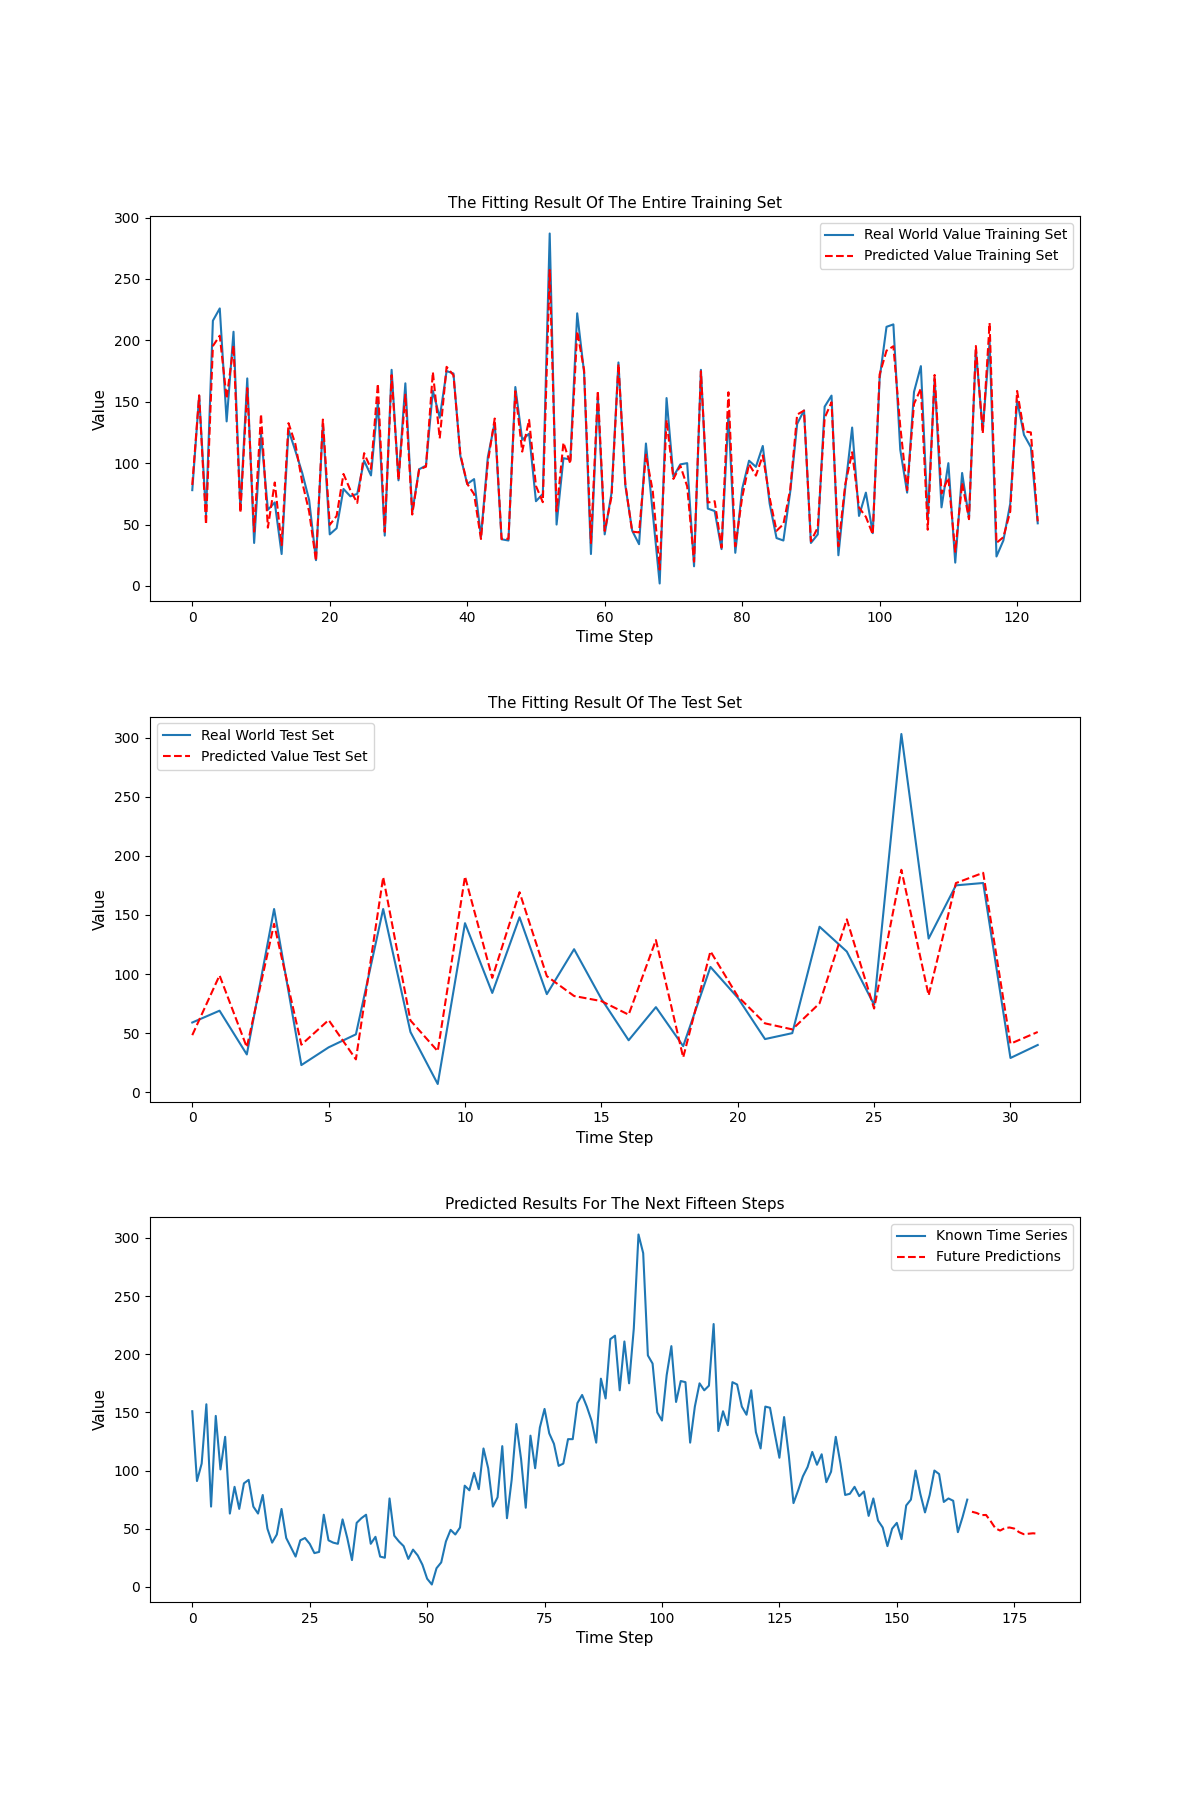 The Fitting Result Of The Entire Training Set
300
250
200
150
100
50
0
Value
Real World Value Training Set
Predicted Value Training Set
0 20 40 60 80 100 120
Time Step
The Fitting Result Of The Test Set
300
250
200
150
100
50
0
Value
Real World Test Set
Predicted Value Test Set
0 5 10 15 20 25 30
Time Step
Predicted Results For The Next Fifteen Steps
300
250
200
150
100
50
0
Value
Known Time Series
Future Predictions
0 25 50 75 100 125 150 175
Time Step